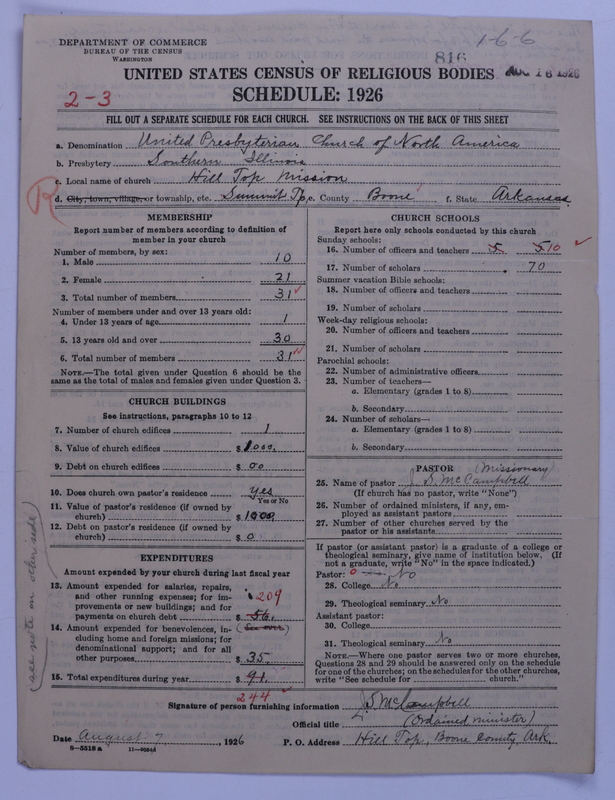 1-6-6
DEPARTMENT OF COMMERCE
BUREAU OF THE CENSUS
WASHINGTON
816
UNITED STATES CENSUS OF RELIGIOUS BODIES
AUG 16 1926
2-3
SCHEDULE: 1926
FILL OUT A SEPARATE SCHEDULE FOR EACH CHURCH. SEE INSTRUCTIONS ON THE BACK OF THIS SHEET
a. Denomination United Presbyterian Church of North America
b. Presbytery Southern Illinois
c. Local name of church Hill Top Mission
R
d. City, town, village, or township, etc. Summit Tp. e. County Boone f. State Arkansas
MEMBERSHIP
Report number of members according to definition of
member in your church
Number of members, by sex:
1. Male 10
2. Female 21
3. Total number of members 31
Number of members under and over 13 years old:
4. Under 13 years of age 1
5. 13 years old and over 30
6. Total number of members 31
NOTE.—The total given under Question 6 should be the
same as the total of males and females given under Question 3.
CHURCH BUILDINGS
See instructions, paragraphs 10 to 12
7. Number of church edifices 1
8. Value of church edifices $ 1000.
9. Debt on church edifices $ 00
10. Does church own pastor's residence yes
Yes or No
11. Value of pastor's residence (if owned by
church) $ 1000
12. Debt on pastor's residence (if owned by
church) $ 0
EXPENDITURES
Amount expended by your church during last fiscal year
13. Amount expended for salaries, repairs,
and other running expenses; for im-
provements or new buildings; and for
payments on church debt $ 56. 209
(See over)
14. Amount expended for benevolences, in-
cluding home and foreign missions; for
denominational support; and for all
other purposes $ 35.
15. Total expenditures during year $ 91.
244
(see note on other side)
CHURCH SCHOOLS
Report here only schools conducted by this church
Sunday schools:
16. Number of officers and teachers 5 5 10
17. Number of scholars 70
Summer vacation Bible schools:
18. Number of officers and teachers
19. Number of scholars
Week-day religious schools:
20. Number of officers and teachers
21. Number of scholars
Parochial schools:
22. Number of administrative officers
23. Number of teachers—
a. Elementary (grades 1 to 8)
b. Secondary
24. Number of scholars—
a. Elementary (grades 1 to 8)
b. Secondary
PASTOR (Missionary)
25. Name of pastor J. S. McCampbell
(If church has no pastor, write "None")
26. Number of ordained ministers, if any, em-
ployed as assistant pastors
27. Number of other churches served by the
pastor or his assistants
If pastor (or assistant pastor) is a graduate of a college or
theological seminary, give name of institution below. (If
not a graduate, write "No" in the space indicated.)
Pastor: 0 No
28. College No
29. Theological seminary No
Assistant pastor:
30. College
31. Theological seminary No
NOTE.—Where one pastor serves two or more churches,
Questions 28 and 29 should be answered only on the schedule
for one of the churches; on the schedules for the other churches,
write "See schedule for church."
Signature of person furnishing information J. S. McCampbell
Official title (Ordained minister)
Date August 7, 1926 P. O. Address Hill Top, Boone County, Ark.
8—5518 a